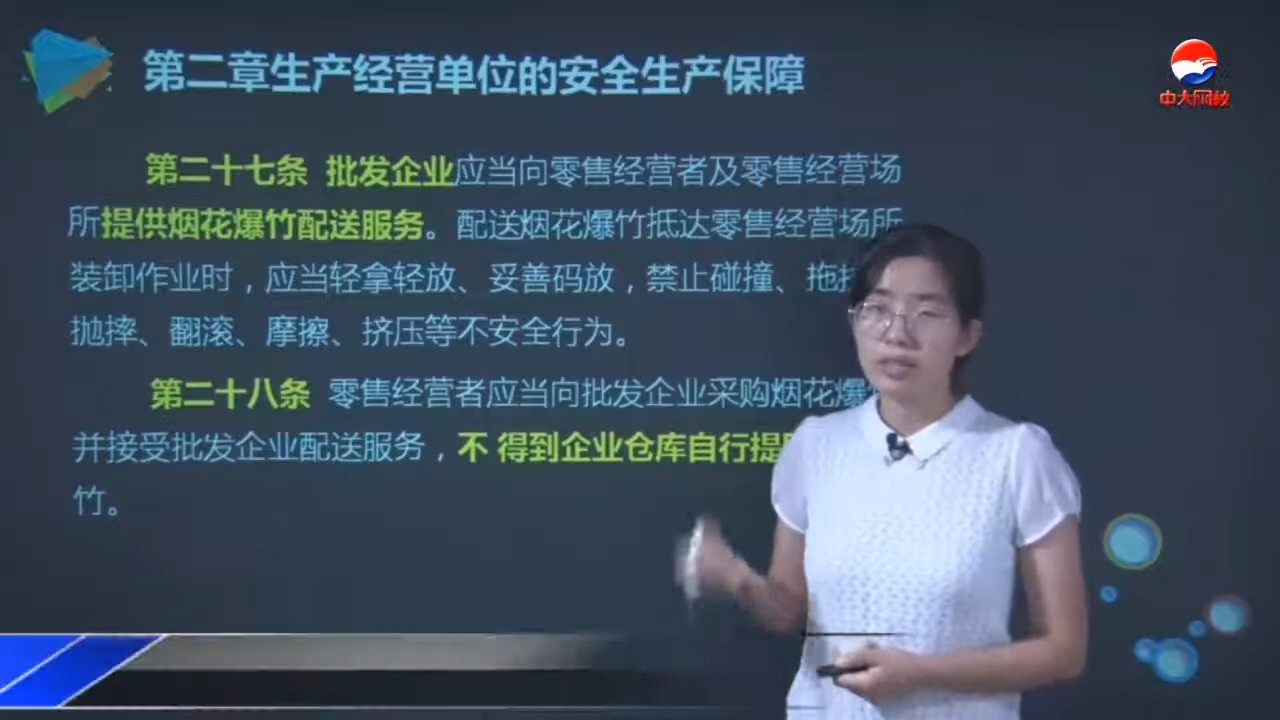 第二章生产经营单位的安全生产保障
中大网校
第二十七条 批发企业应当向零售经营者及零售经营场
所提供烟花爆竹配送服务。配送烟花爆竹抵达零售经营场所
装卸作业时，应当轻拿轻放、妥善码放，禁止碰撞、拖
抛摔、翻滚、摩擦、挤压等不安全行为。
第二十八条 零售经营者应当向批发企业采购烟花爆
并接受批发企业配送服务，不 得到企业仓库自行提
竹。